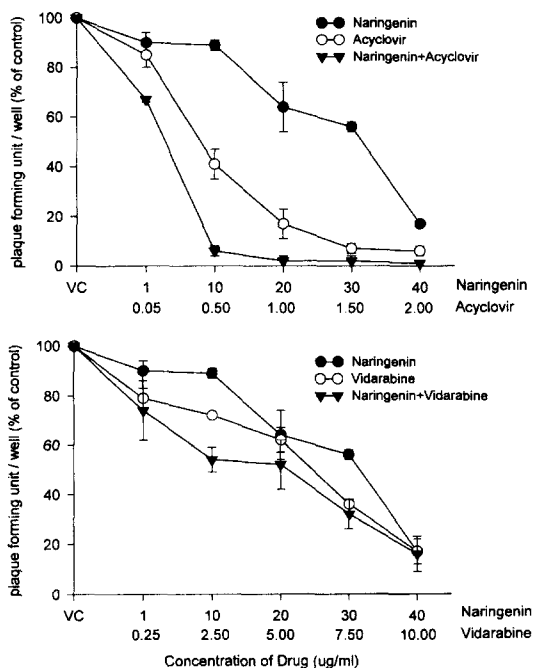 Naringenin
Acyclovir
Naringenin+Acyclovir
plaque forming unit / well (% of control)
100
80
60
40
20
0
VC 1 10 20 30 40 Naringenin
0.05 0.50 1.00 1.50 2.00 Acyclovir
Naringenin
Vidarabine
Naringenin+Vidarabine
plaque forming unit / well (% of control)
100
80
60
40
20
0
VC 1 10 20 30 40 Naringenin
0.25 2.50 5.00 7.50 10.00 Vidarabine
Concentration of Drug (ug/ml)